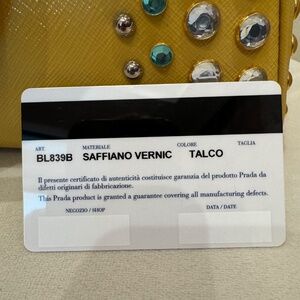 ART MATERIALE COLORE TAGLIA
BL839B SAFFIANO VERNIC TALCO
Il presente certificato di autenticità costituisce garanzia del prodotto Prada da
difetti originari di fabbricazione.
This Prada product is granted a guarantee covering all manufacturing defects.
NEGOZIO / SHOP DATA / DATE